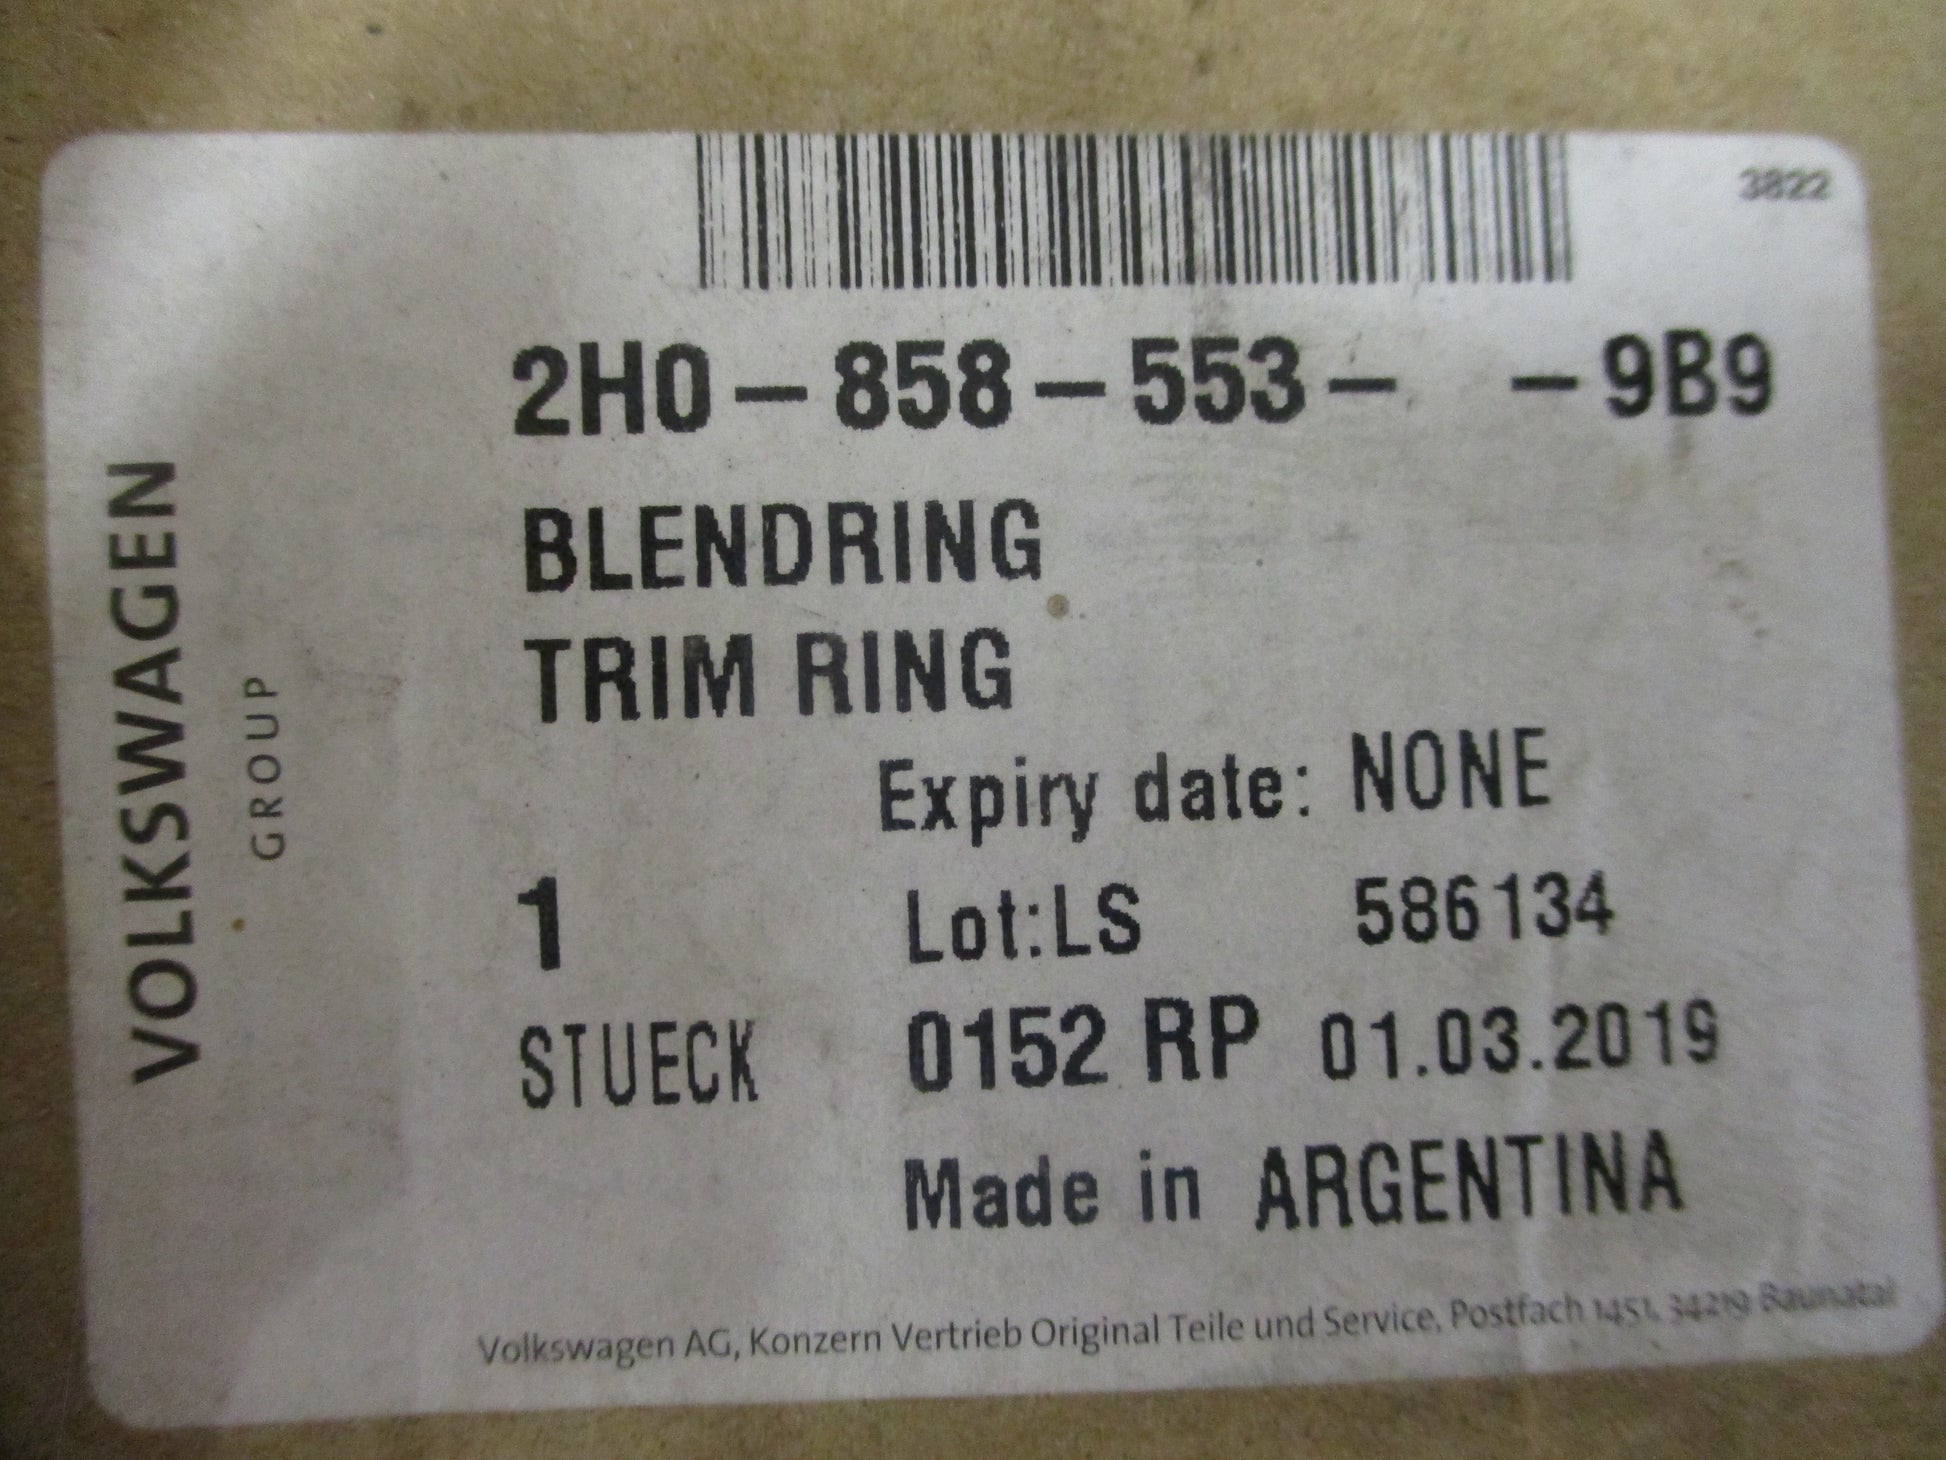 3822
2H0-858-553- -9B9
BLENDRING
TRIM RING
Expiry date: NONE
1 Lot:LS 586134
STUECK 0152 RP 01.03.2019
Made in ARGENTINA
Volkswagen AG, Konzern Vertrieb Original Teile und Service, Postfach 1451, 34219 Baunatal
VOLKSWAGEN
GROUP